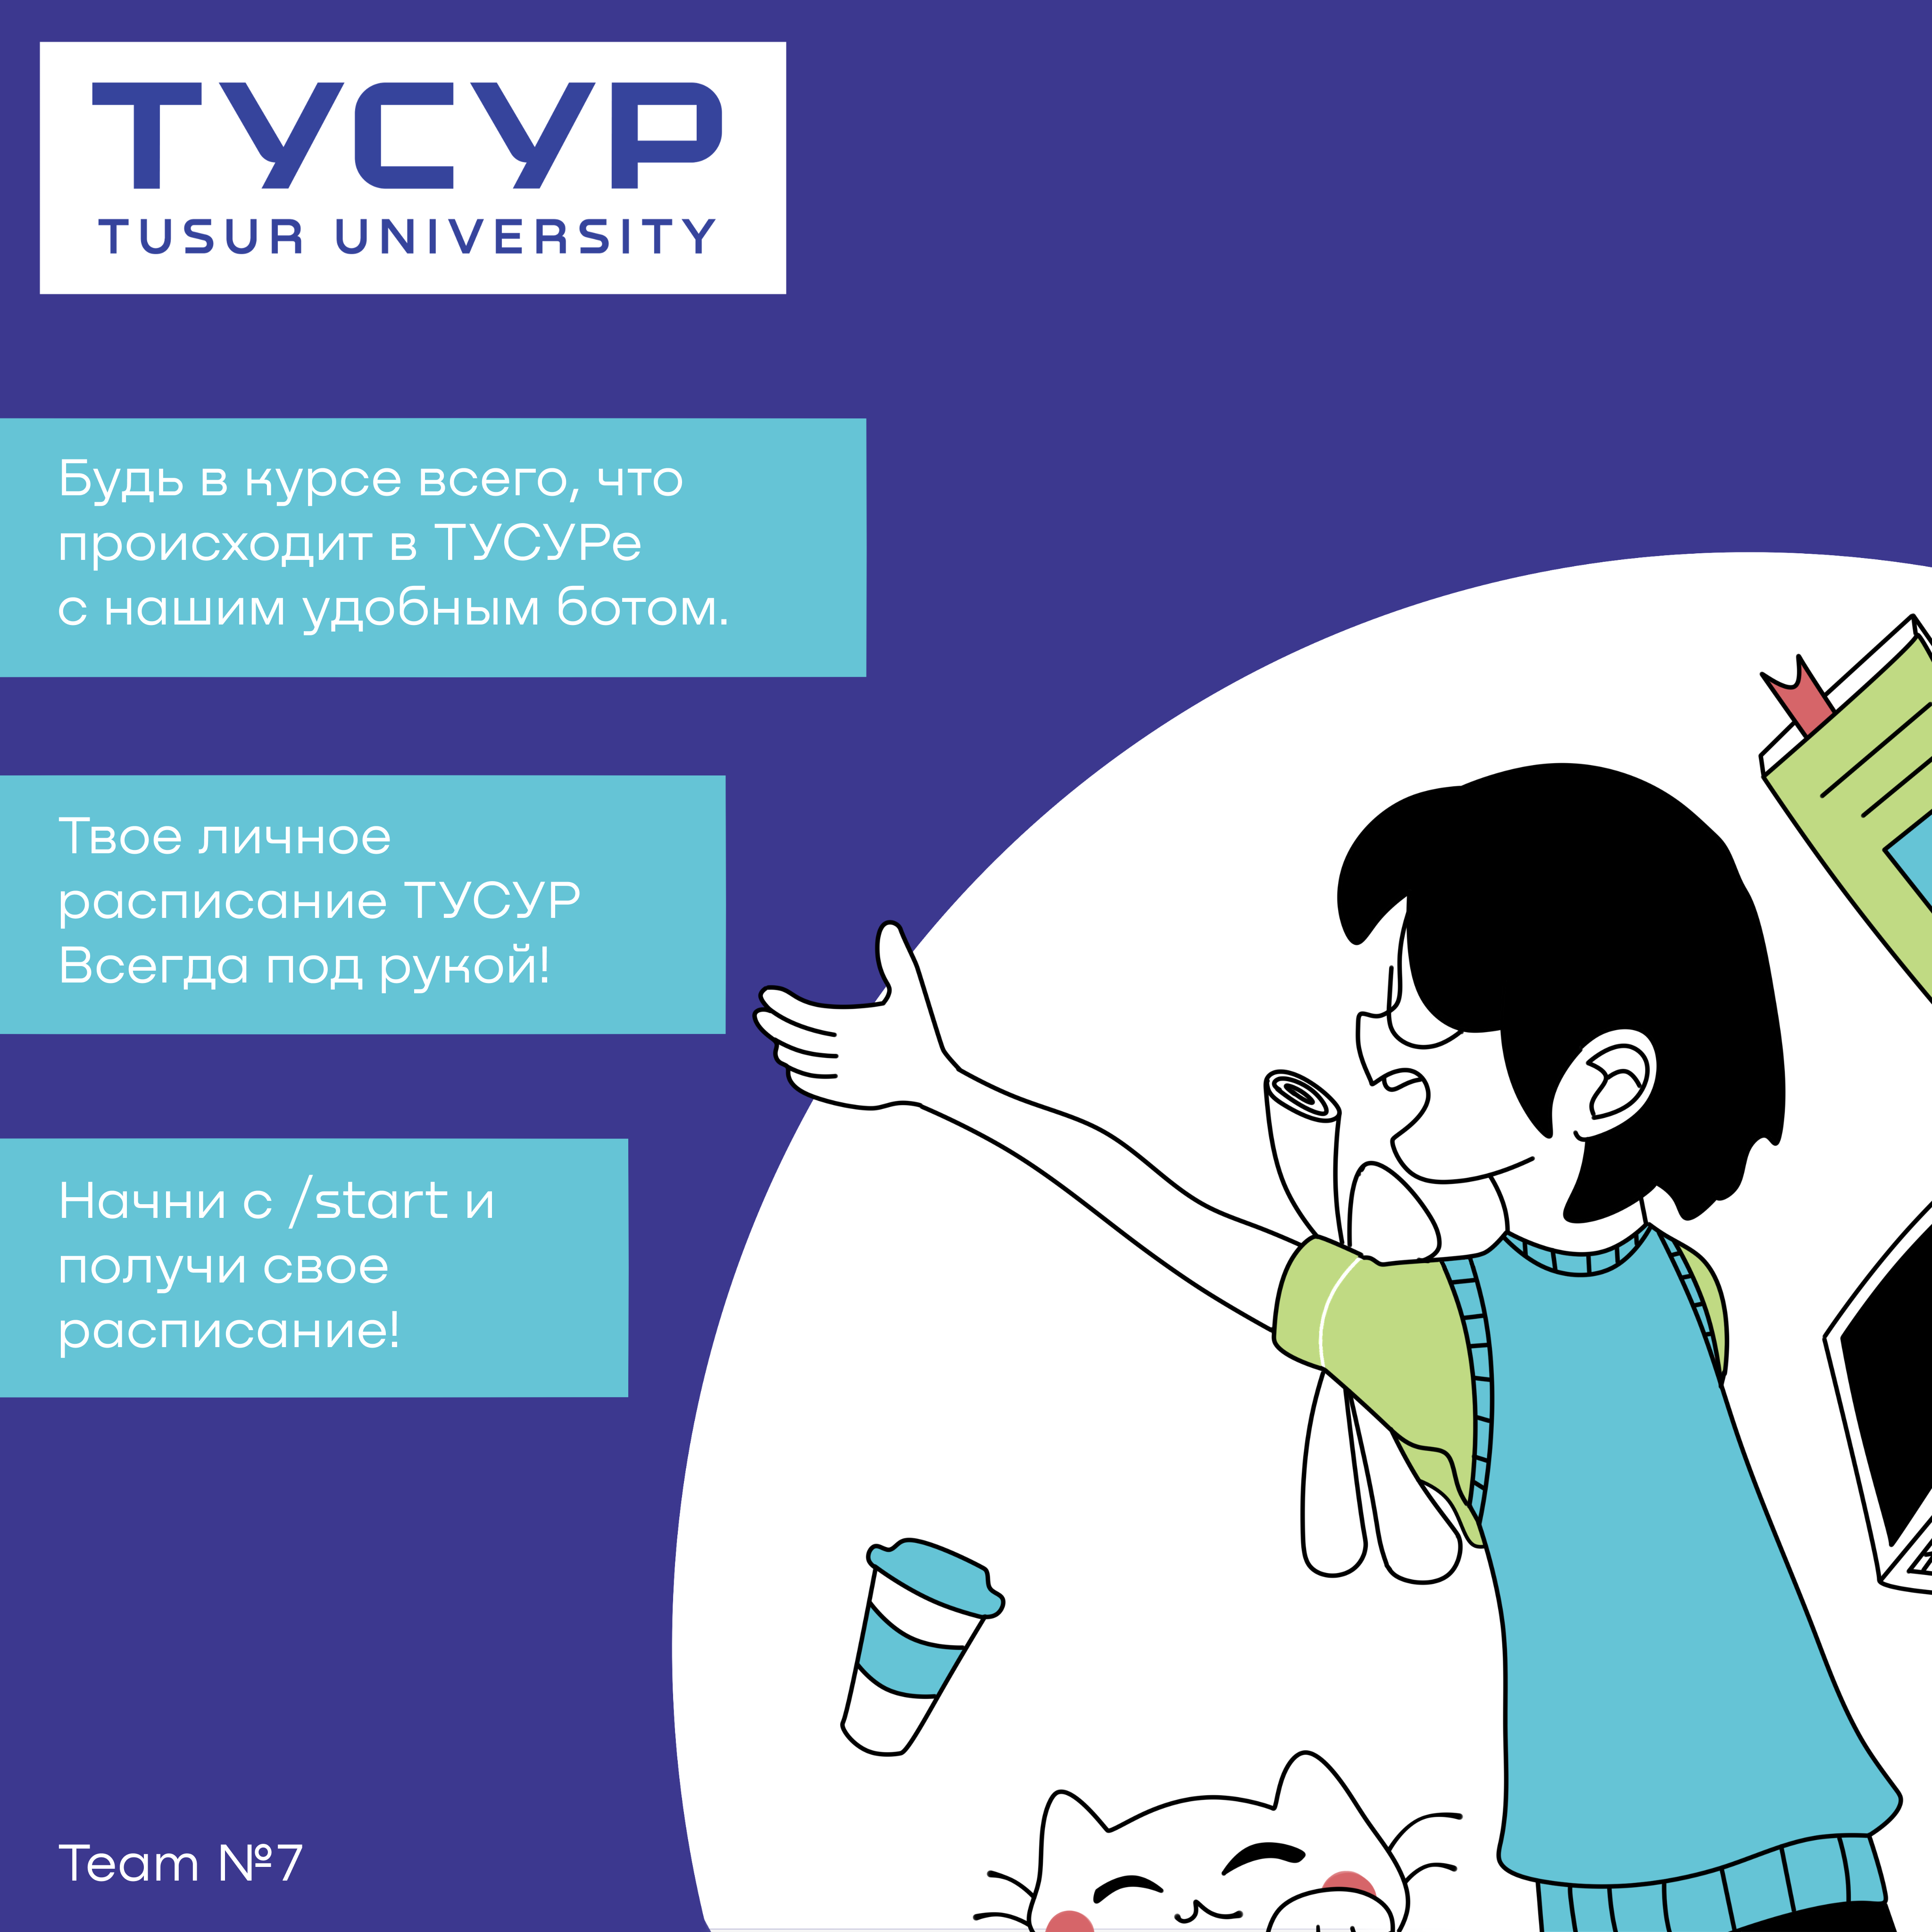 ТУСУР
TUSUR UNIVERSITY
Будь в курсе всего, что
происходит в ТУСУРе
с нашим удобным ботом.
Твое личное
расписание ТУСУР
Всегда под рукой!
Начни с /start и
получи свое
расписание!
Team №7